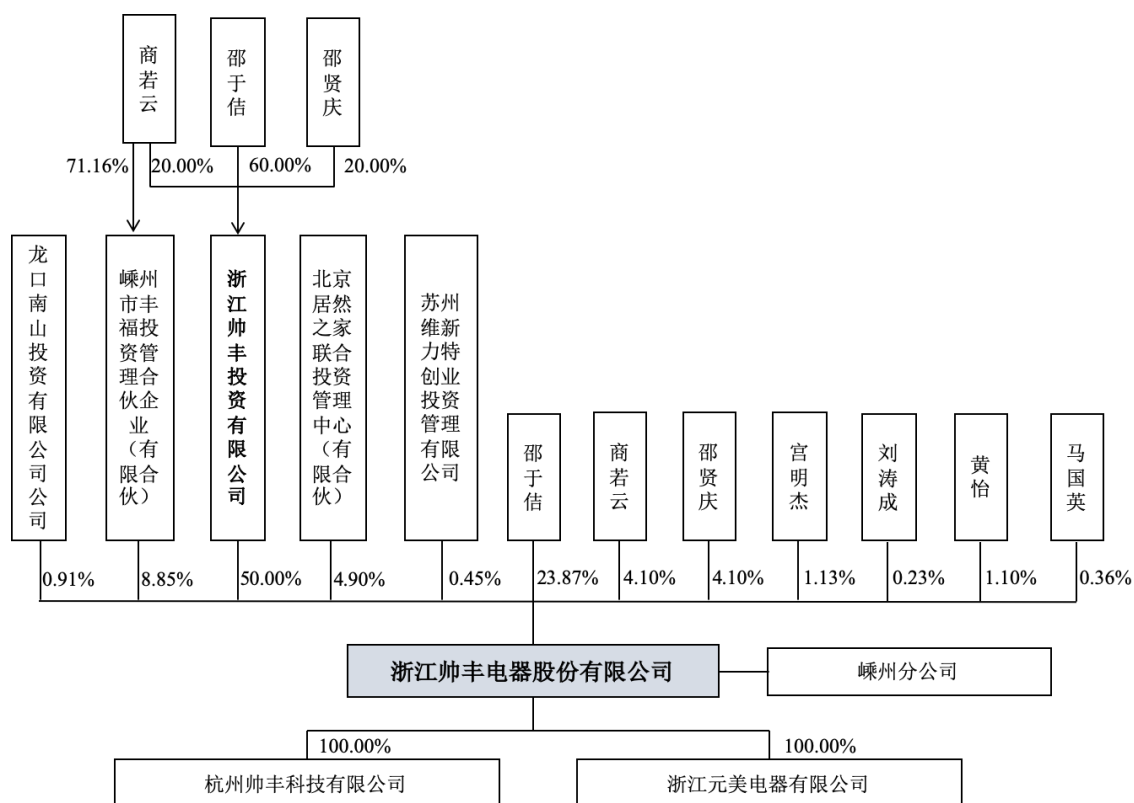 商若云
邵于佶
邵贤庆
71.16%
20.00%
60.00%
20.00%
龙口南山投资有限公司公司
嵊州
市丰
福投
资管
理合
伙企
业
（有
限合
伙）
浙江帅丰投资有限公司
北京
居然
之家
联合
投资
管理
中心
（有
限合
伙）
苏州
维新
力特
创业
投资
管理
有限
公司
邵于佶
商若云
邵贤庆
宫明杰
刘涛成
黄怡
马国英
0.91%
8.85%
50.00%
4.90%
0.45%
23.87%
4.10%
4.10%
1.13%
0.23%
1.10%
0.36%
浙江帅丰电器股份有限公司
嵊州分公司
100.00%
100.00%
杭州帅丰科技有限公司
浙江元美电器有限公司